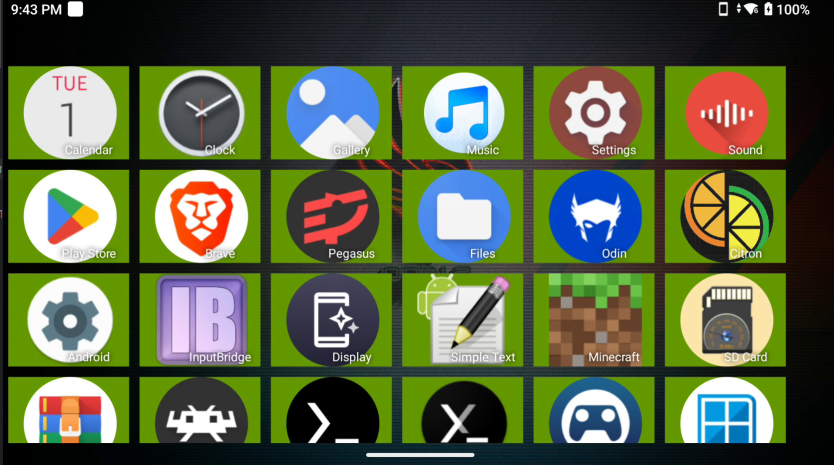 9:43 PM
100%
TUE
1
Calendar
Clock
Gallery
Music
Settings
Sound
Play Store
Brave
Pegasus
Files
Odin
Citron
Android
IB
InputBridge
Display
Simple Text
Minecraft
SD Card